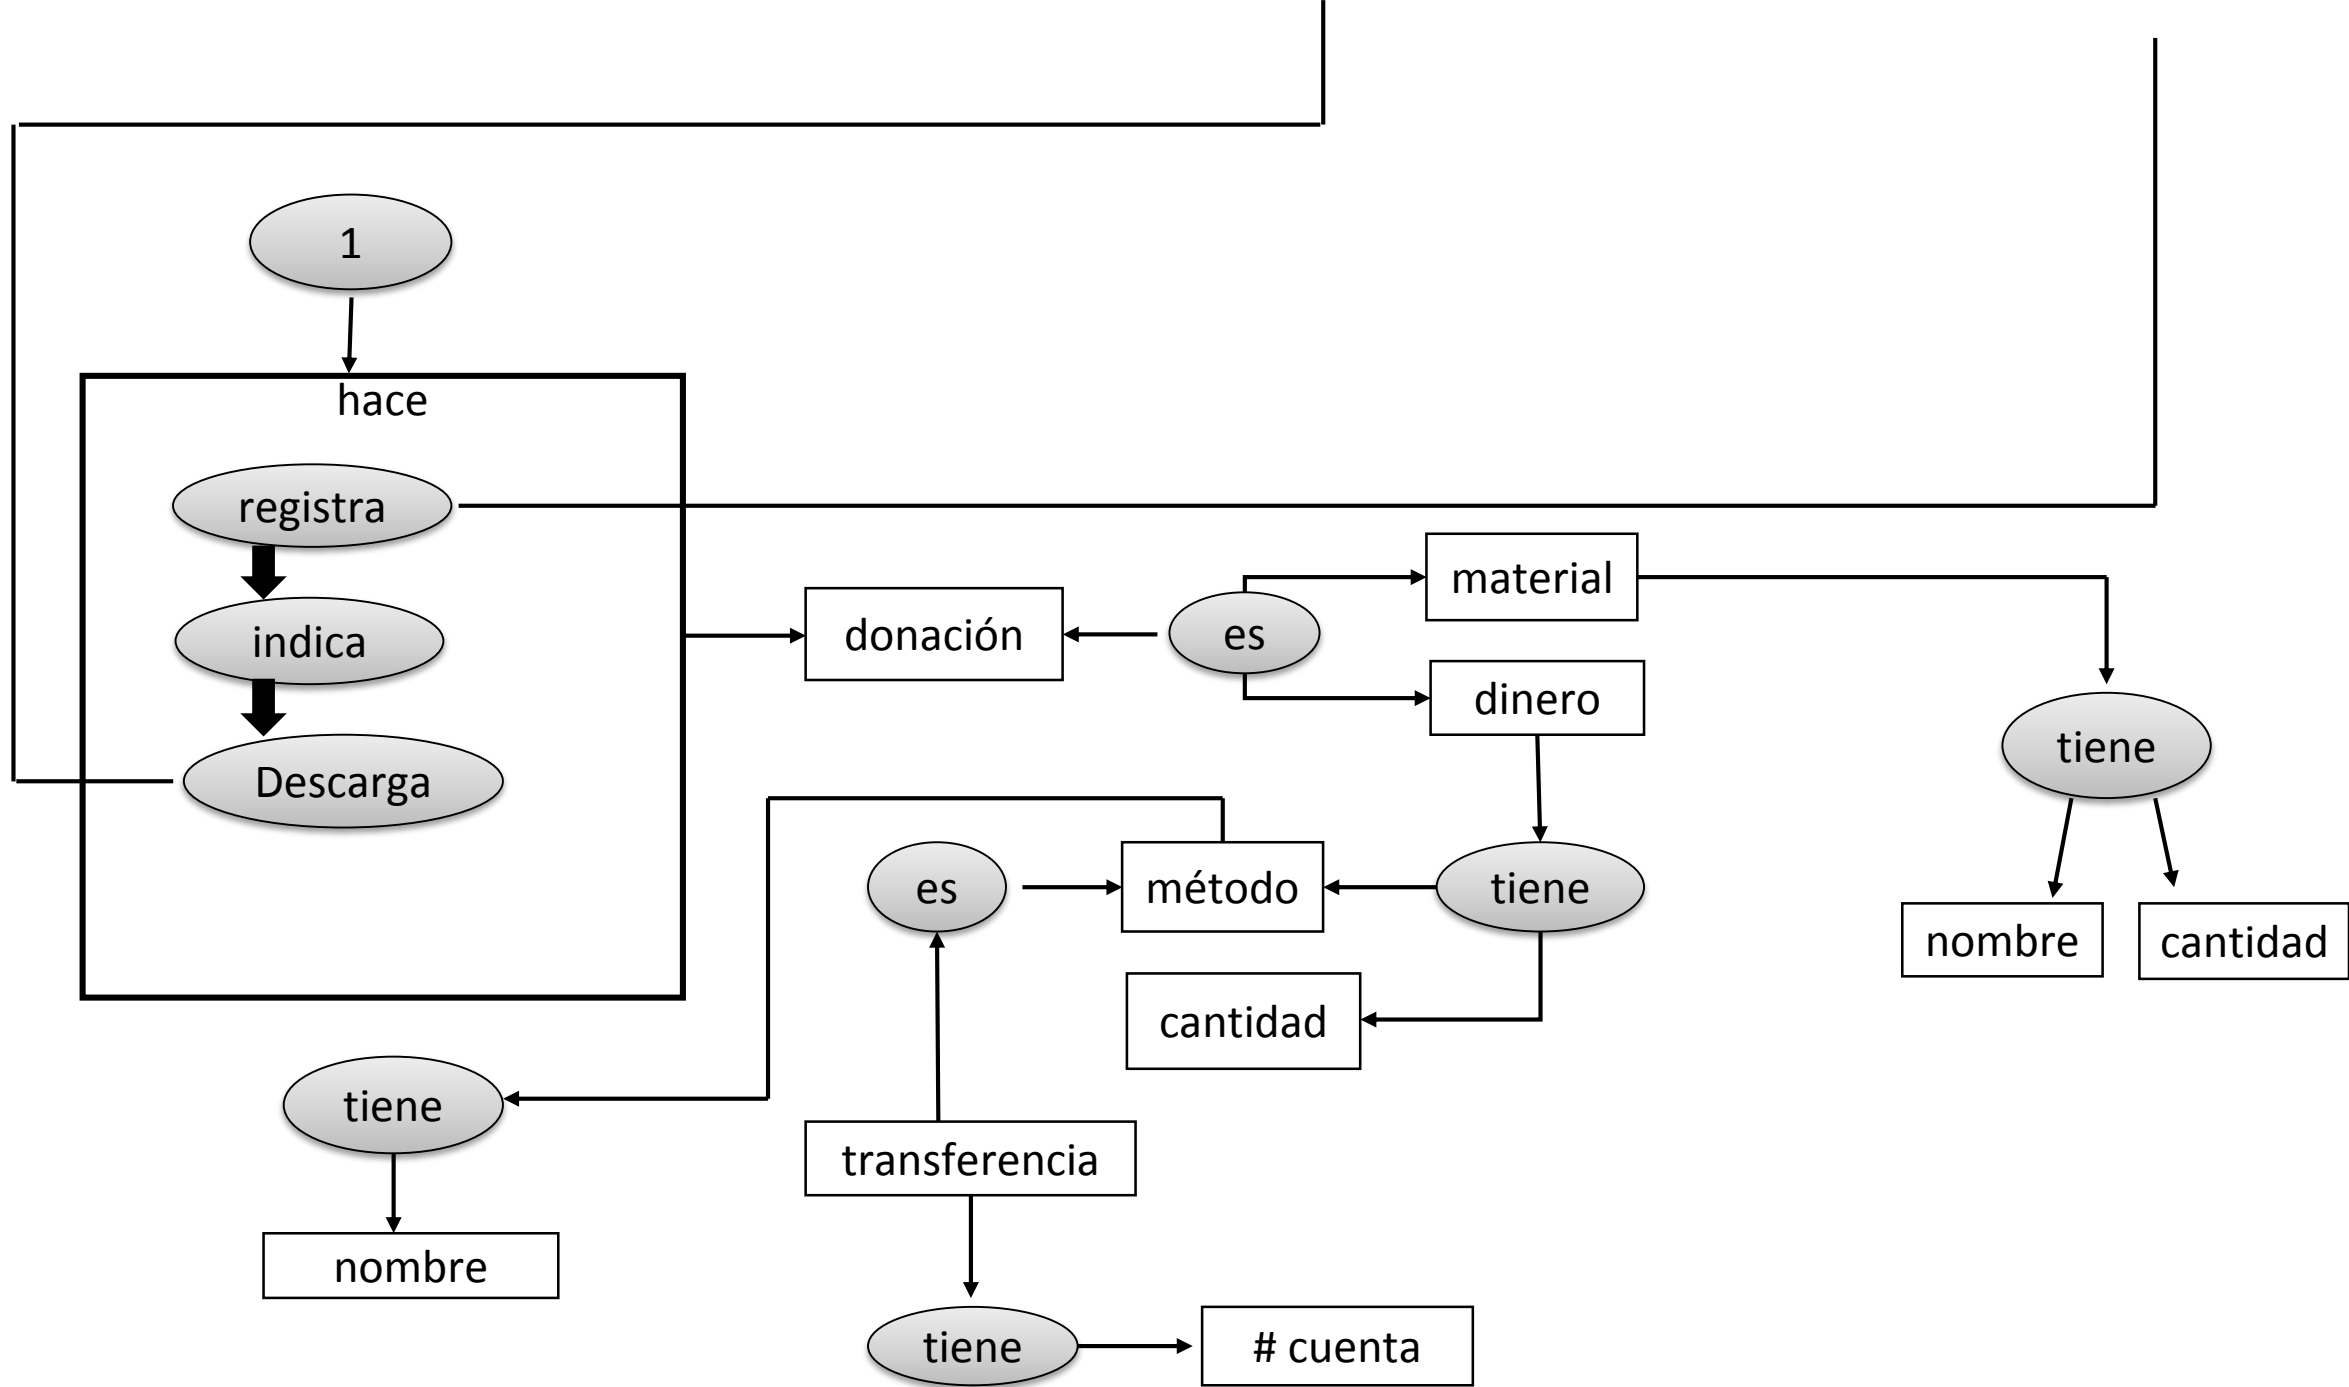 1
hace
registra
material
donación
es
indica
dinero
tiene
Descarga
es
método
tiene
nombre
cantidad
cantidad
tiene
transferencia
nombre
tiene
# cuenta